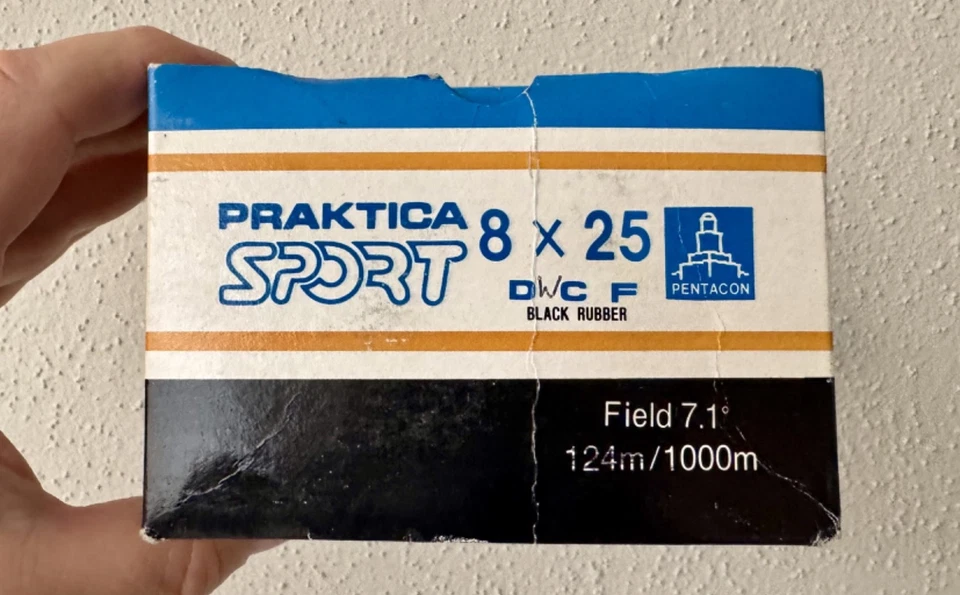 PRAKTICA
SPORT
8 x 25
DWC F
BLACK RUBBER
PENTACON
Field 7.1°
124m/1000m